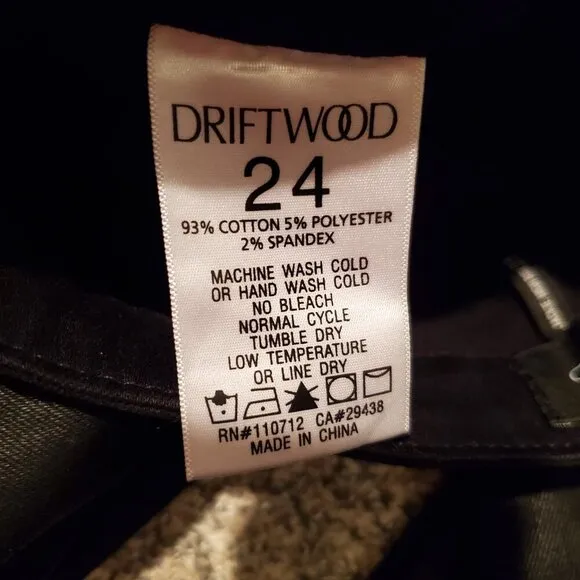 DRIFTWOOD
24
93% COTTON 5% POLYESTER
2% SPANDEX
MACHINE WASH COLD
OR HAND WASH COLD
NO BLEACH
NORMAL CYCLE
TUMBLE DRY
LOW TEMPERATURE
OR LINE DRY
RN#110712 CA#29438
MADE IN CHINA